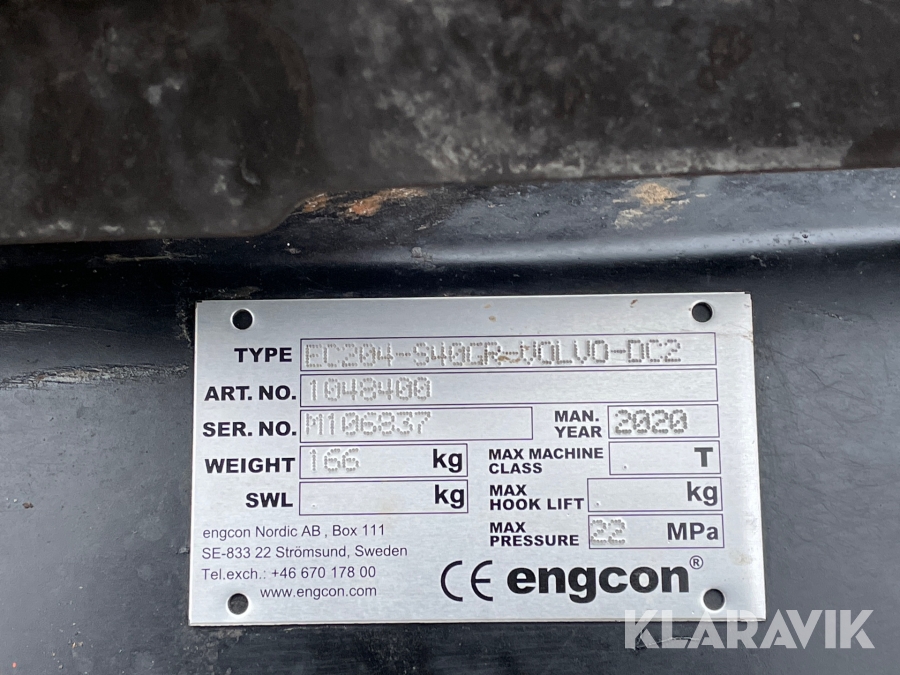 TYPE EC204-S40GR-VOLVO-DC2
ART. NO. 1048400
SER. NO. M106837 MAN. YEAR 2020
WEIGHT 166 kg MAX MACHINE CLASS T
SWL kg MAX HOOK LIFT kg
MAX PRESSURE 22 MPa
engcon Nordic AB , Box 111
SE-833 22 Strömsund, Sweden
Tel.exch.: +46 670 178 00
www.engcon.com
CE engcon®
KLARAVIK